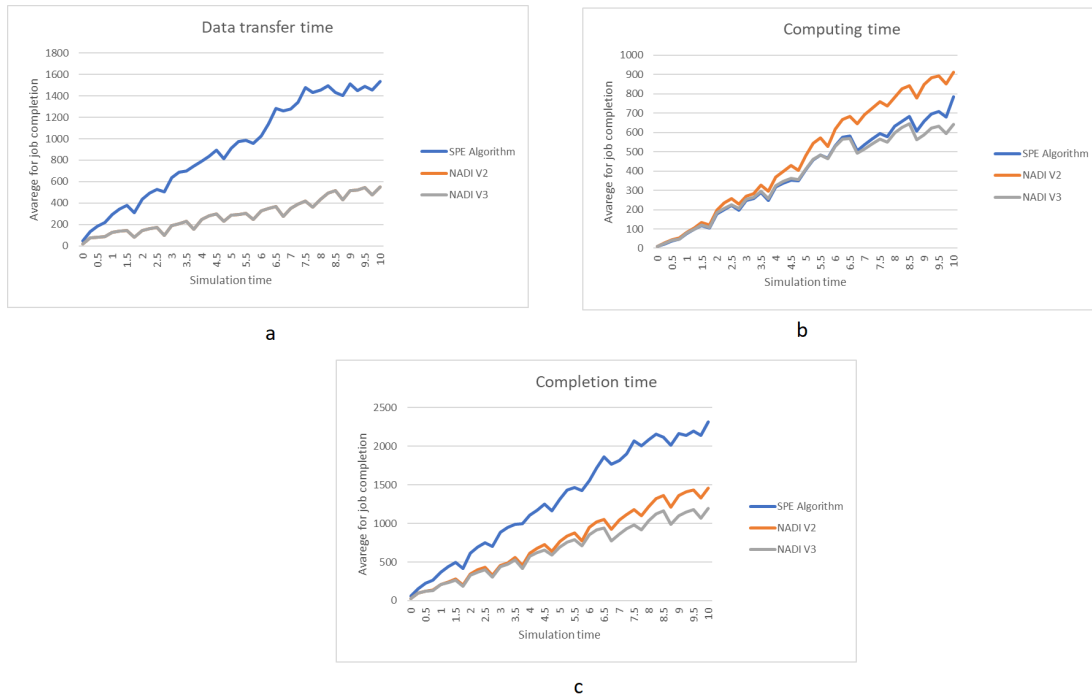 Data transfer time
1800
1600
1400
1200
1000
800
600
400
200
0
Avarege for job completion
0 0.5 1 1.5 2 2.5 3 3.5 4 4.5 5 5.5 6 6.5 7 7.5 8 8.5 9 9.5 10
Simulation time
SPE Algorithm
NADI V2
NADI V3
a
Computing time
1000
900
800
700
600
500
400
300
200
100
0
Avarege for job completion
0 0.5 1 1.5 2 2.5 3 3.5 4 4.5 5 5.5 6 6.5 7 7.5 8 8.5 9 9.5 10
Simulation time
SPE Algorithm
NADI V2
NADI V3
b
Completion time
2500
2000
1500
1000
500
0
Avarege for job completion
0 0.5 1 1.5 2 2.5 3 3.5 4 4.5 5 5.5 6 6.5 7 7.5 8 8.5 9 9.5 10
Simulation time
SPE Algorithm
NADI V2
NADI V3
c